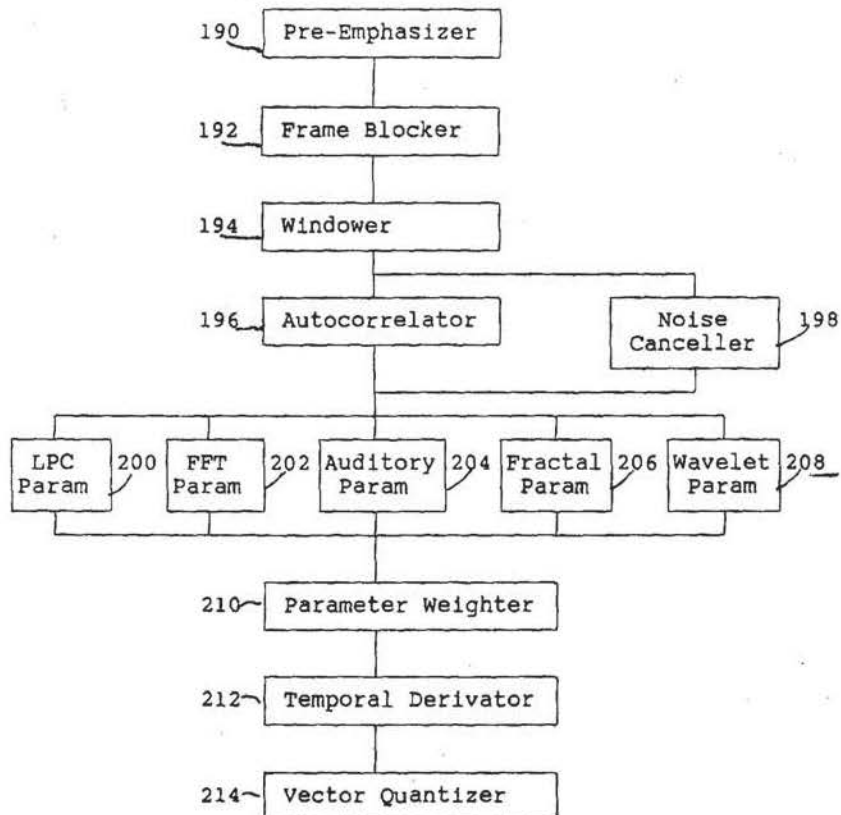 190 Pre-Emphasizer
192 Frame Blocker
194 Windower
196 Autocorrelator
Noise
Canceller 198
LPC
Param 200
FFT
Param 202
Auditory
Param 204
Fractal
Param 206
Wavelet
Param 208
210 Parameter Weighter
212 Temporal Derivator
214 Vector Quantizer